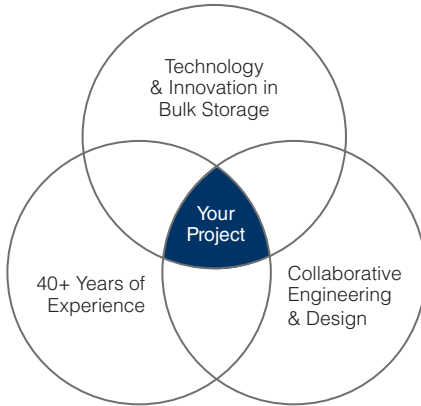 Technology
& Innovation in
Bulk Storage
Your
Project
40+ Years of
Experience
Collaborative
Engineering
& Design